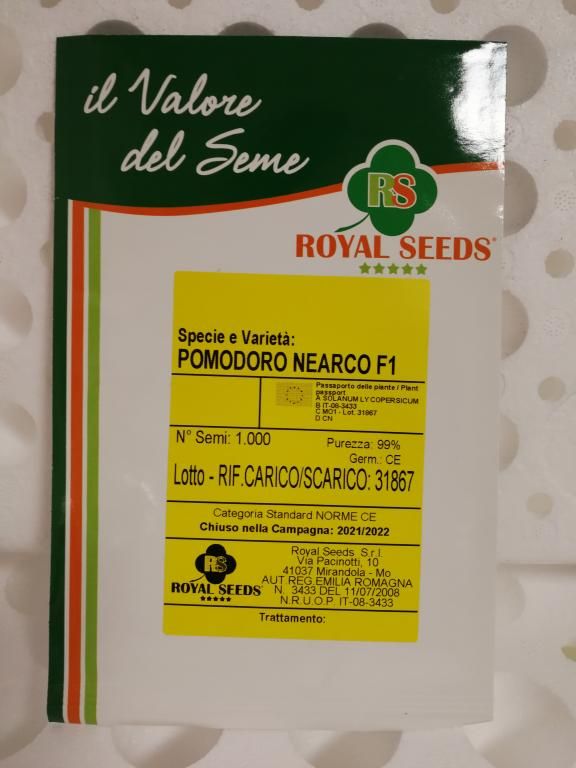 il Valore
del Seme
RS
ROYAL SEEDS®
Specie e Varietà:
POMODORO NEARCO F1
Passaporto delle piante / Plant
passport
A SOLANUM LYCOPERSICUM
B IT-08-3433
C MO1 - Lot. 31867
D CN
N° Semi: 1.000
Purezza: 99%
Germ.: CE
Lotto - RIF.CARICO/SCARICO: 31867
Categoria Standard NORME CE
Chiuso nella Campagna: 2021/2022
RS
ROYAL SEEDS®
Royal Seeds S.r.l.
Via Pacinotti, 10
41037 Mirandola - Mo
AUT.REG.EMILIA ROMAGNA
N. 3433 DEL 11/07/2008
N.R.U.O.P. IT-08-3433
Trattamento: